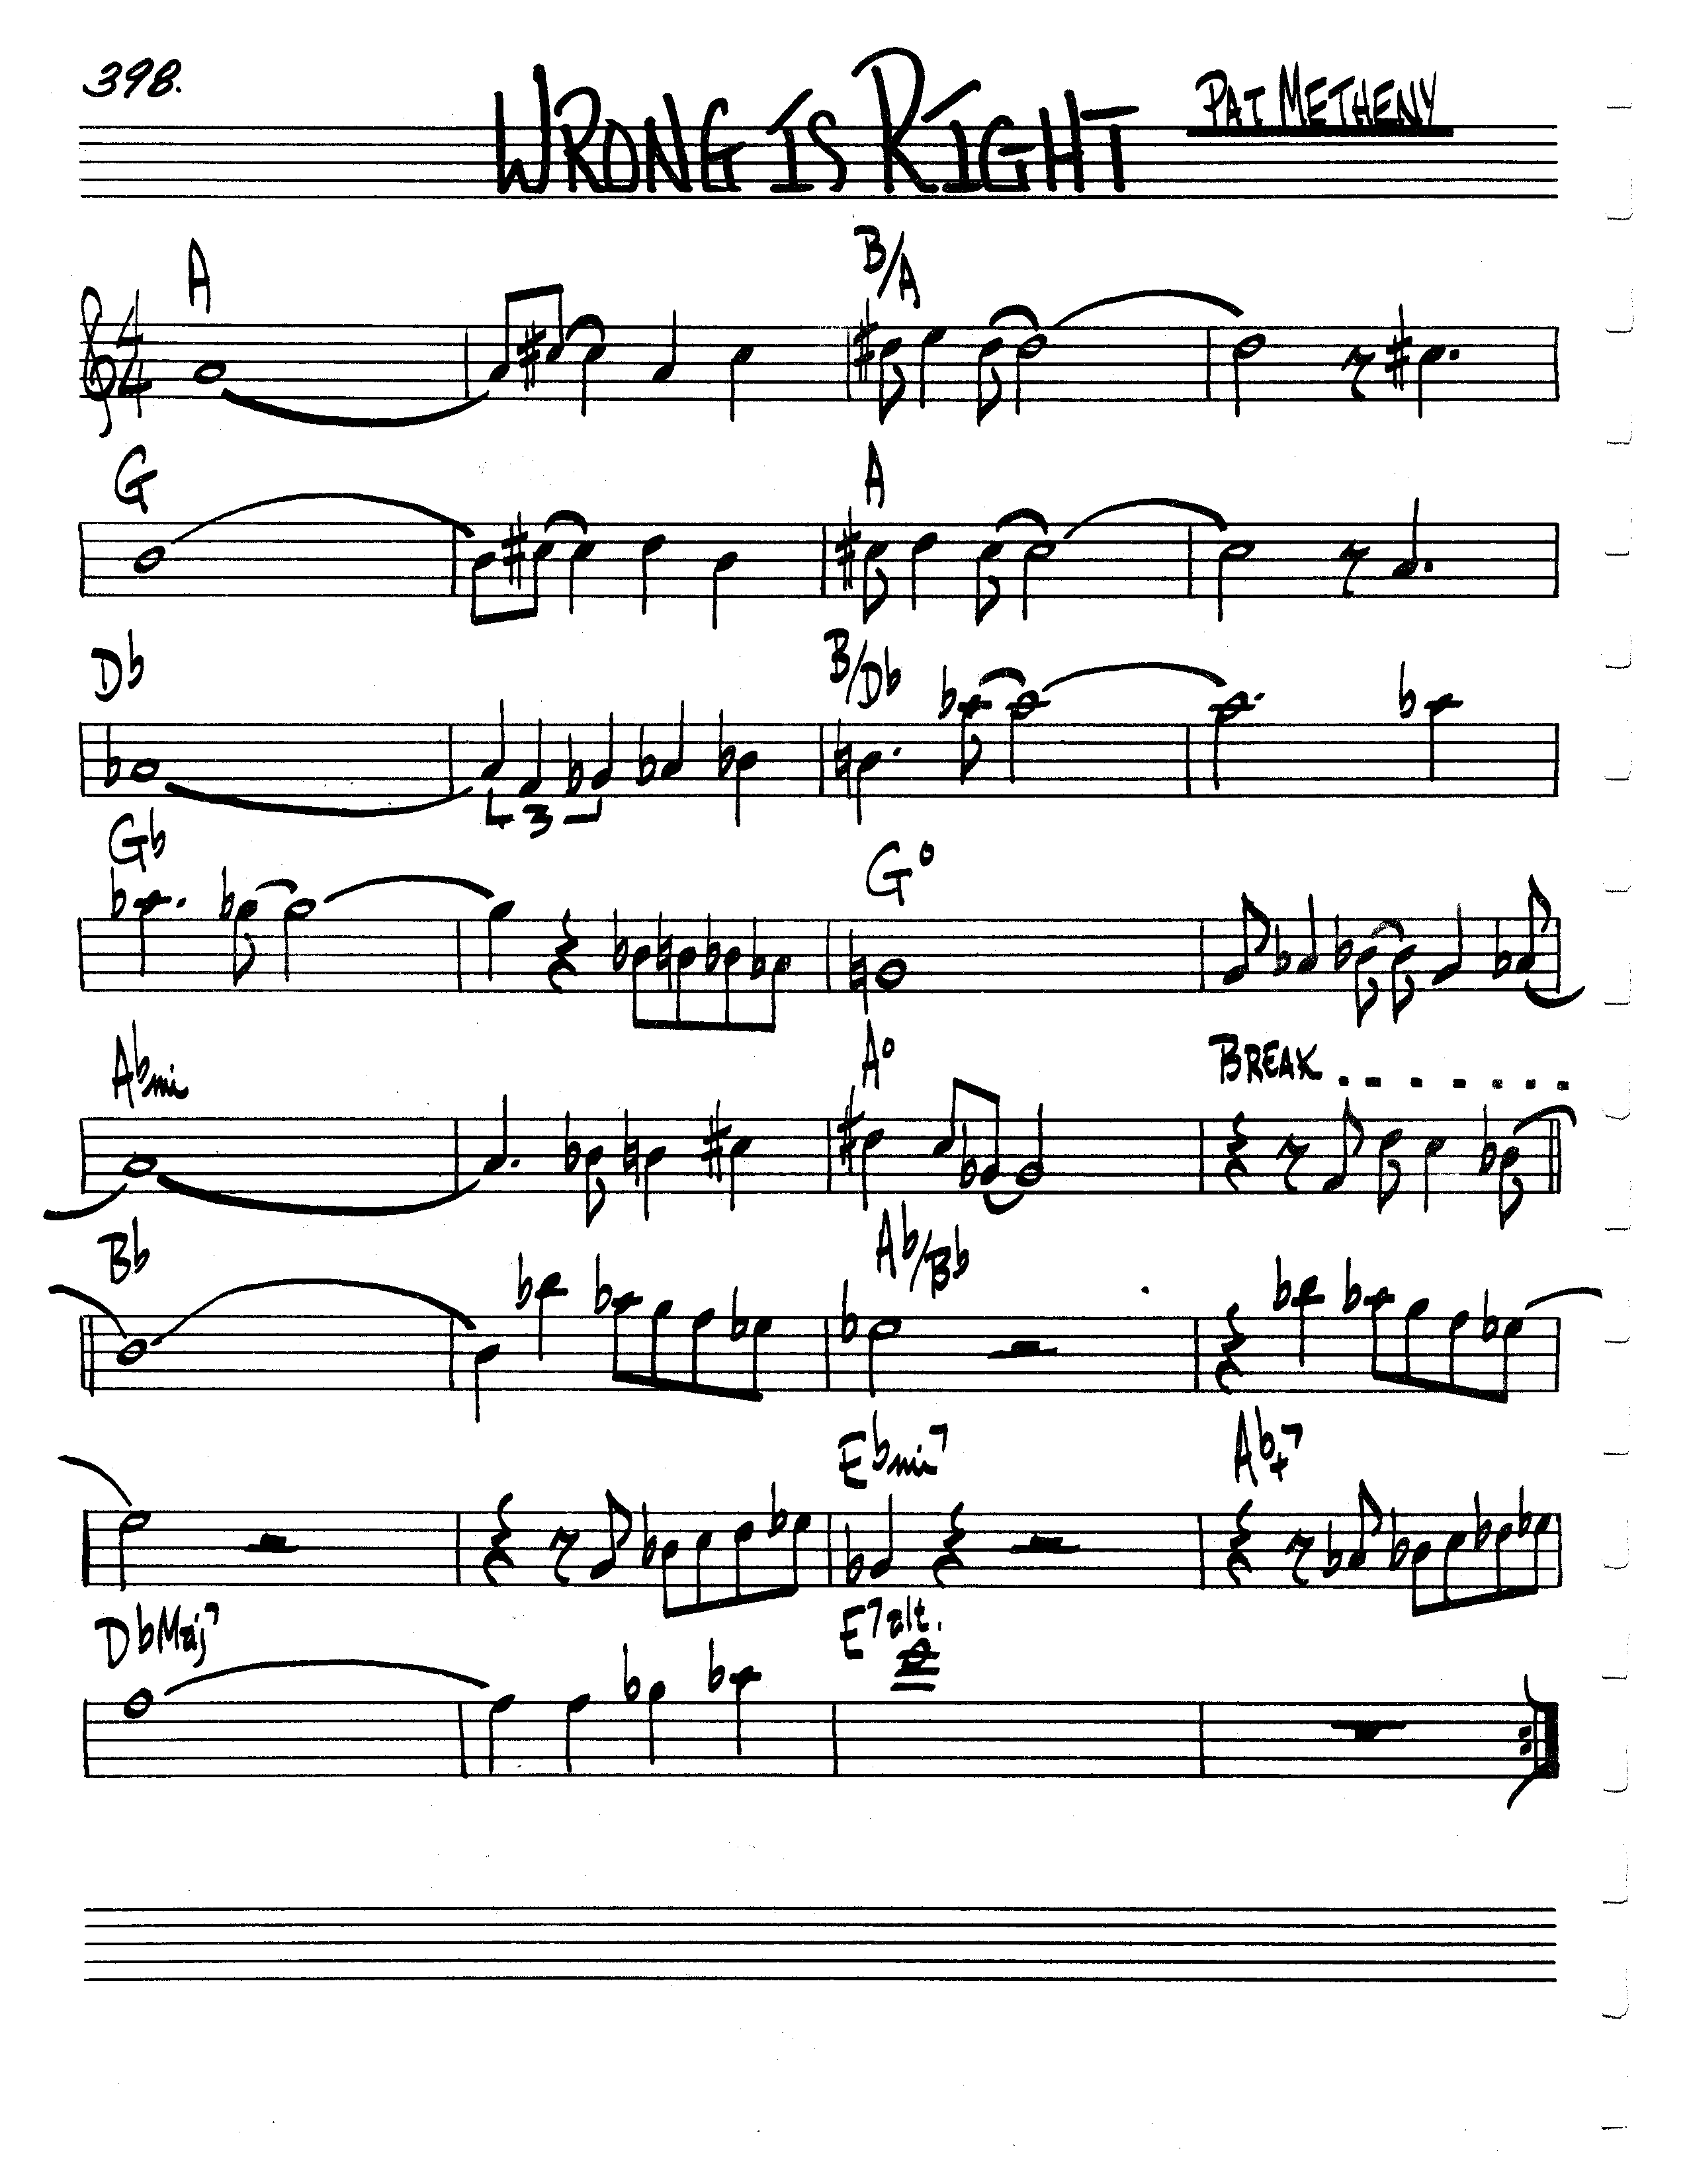 398.
WRONG IS RIGHT
PAT METHENY
A B/A
4
4
G A
Db B/Db
3
Gb G°
Abmi A° BREAK . . . . . . .
Bb Ab/Bb
Ebmi7 Ab+7
DbMaj7 E7alt.